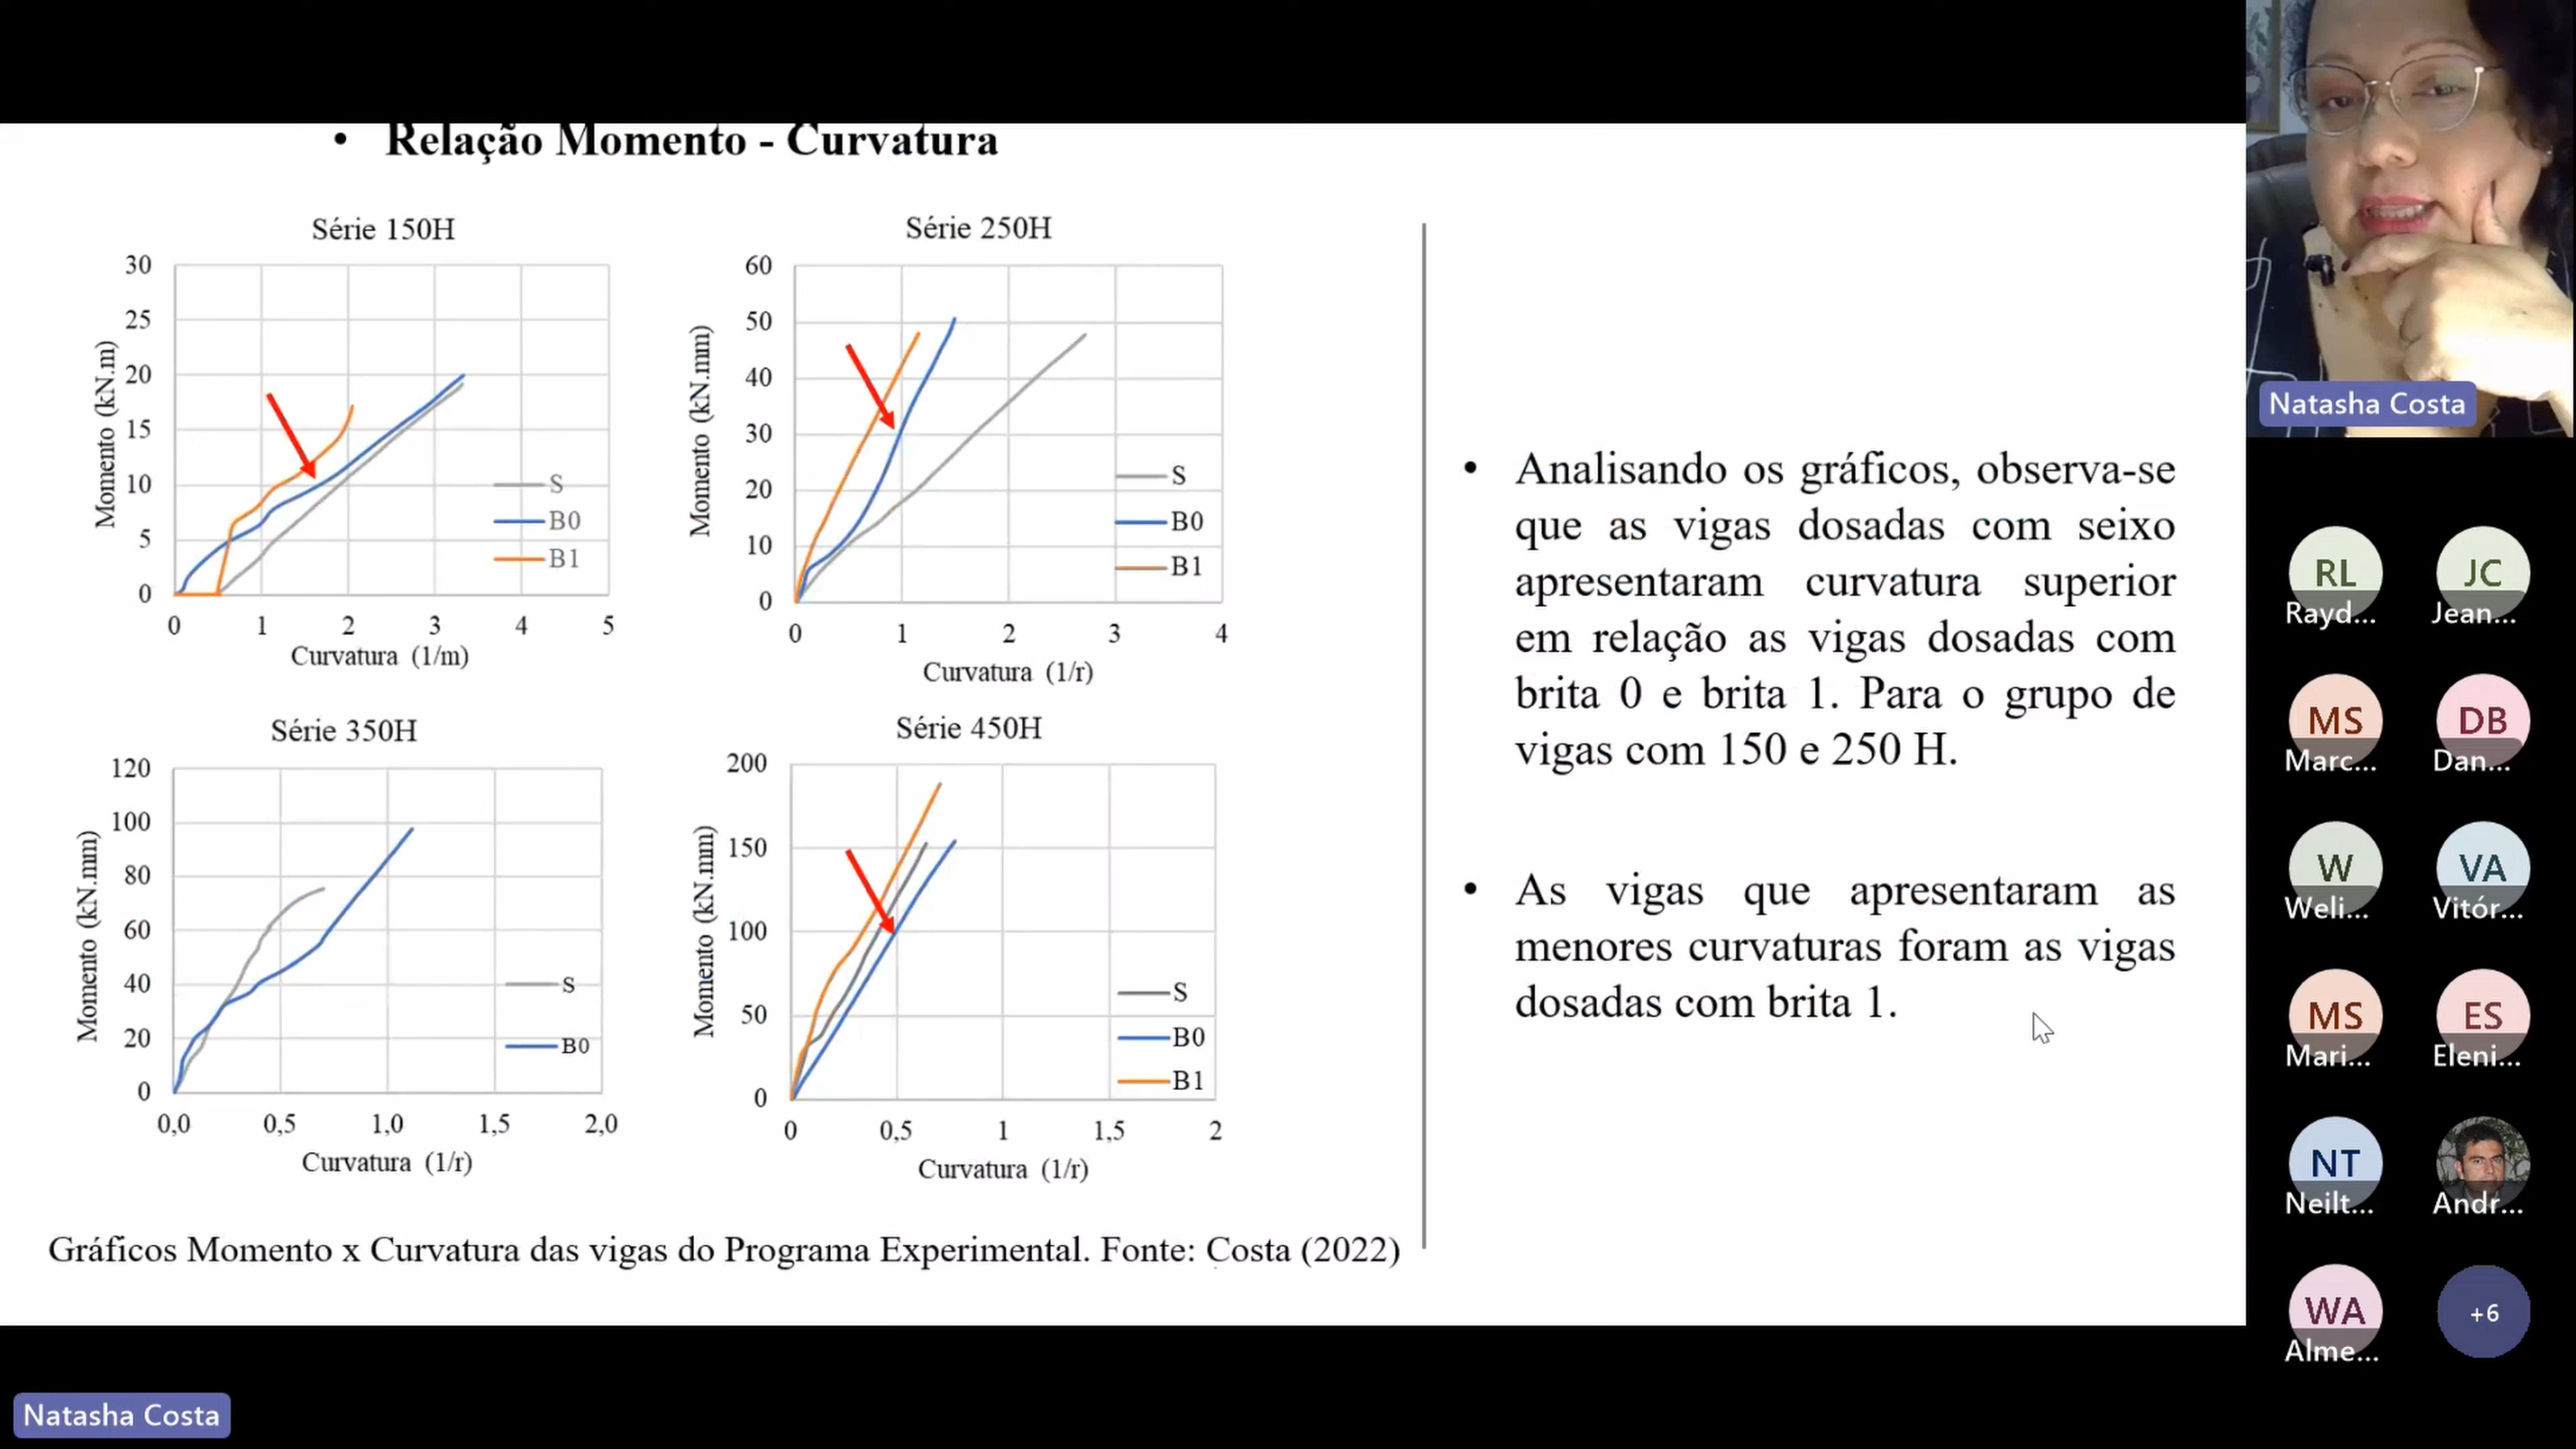 • Relação Momento - Curvatura
Série 150H
30
25
20
15
10
5
0
Momento (kN.m)
0 1 2 3 4 5
Curvatura (1/m)
S
B0
B1
Série 250H
60
50
40
30
20
10
0
Momento (kN.mm)
0 1 2 3 4
Curvatura (1/r)
S
B0
B1
Série 350H
120
100
80
60
40
20
0
Momento (kN.mm)
0,0 0,5 1,0 1,5 2,0
Curvatura (1/r)
S
B0
Série 450H
200
150
100
50
0
Momento (kN.mm)
0 0,5 1 1,5 2
Curvatura (1/r)
S
B0
B1
Gráficos Momento x Curvatura das vigas do Programa Experimental. Fonte: Costa (2022)
• Analisando os gráficos, observa-se
que as vigas dosadas com seixo
apresentaram curvatura superior
em relação as vigas dosadas com
brita 0 e brita 1. Para o grupo de
vigas com 150 e 250 H.
• As vigas que apresentaram as
menores curvaturas foram as vigas
dosadas com brita 1.
Natasha Costa
RL JC
Rayd... Jean...
MS DB
Marc... Dan...
W VA
Weli... Vitór...
MS ES
Mari... Eleni...
NT
Neilt... Andr...
WA +6
Alme...
Natasha Costa